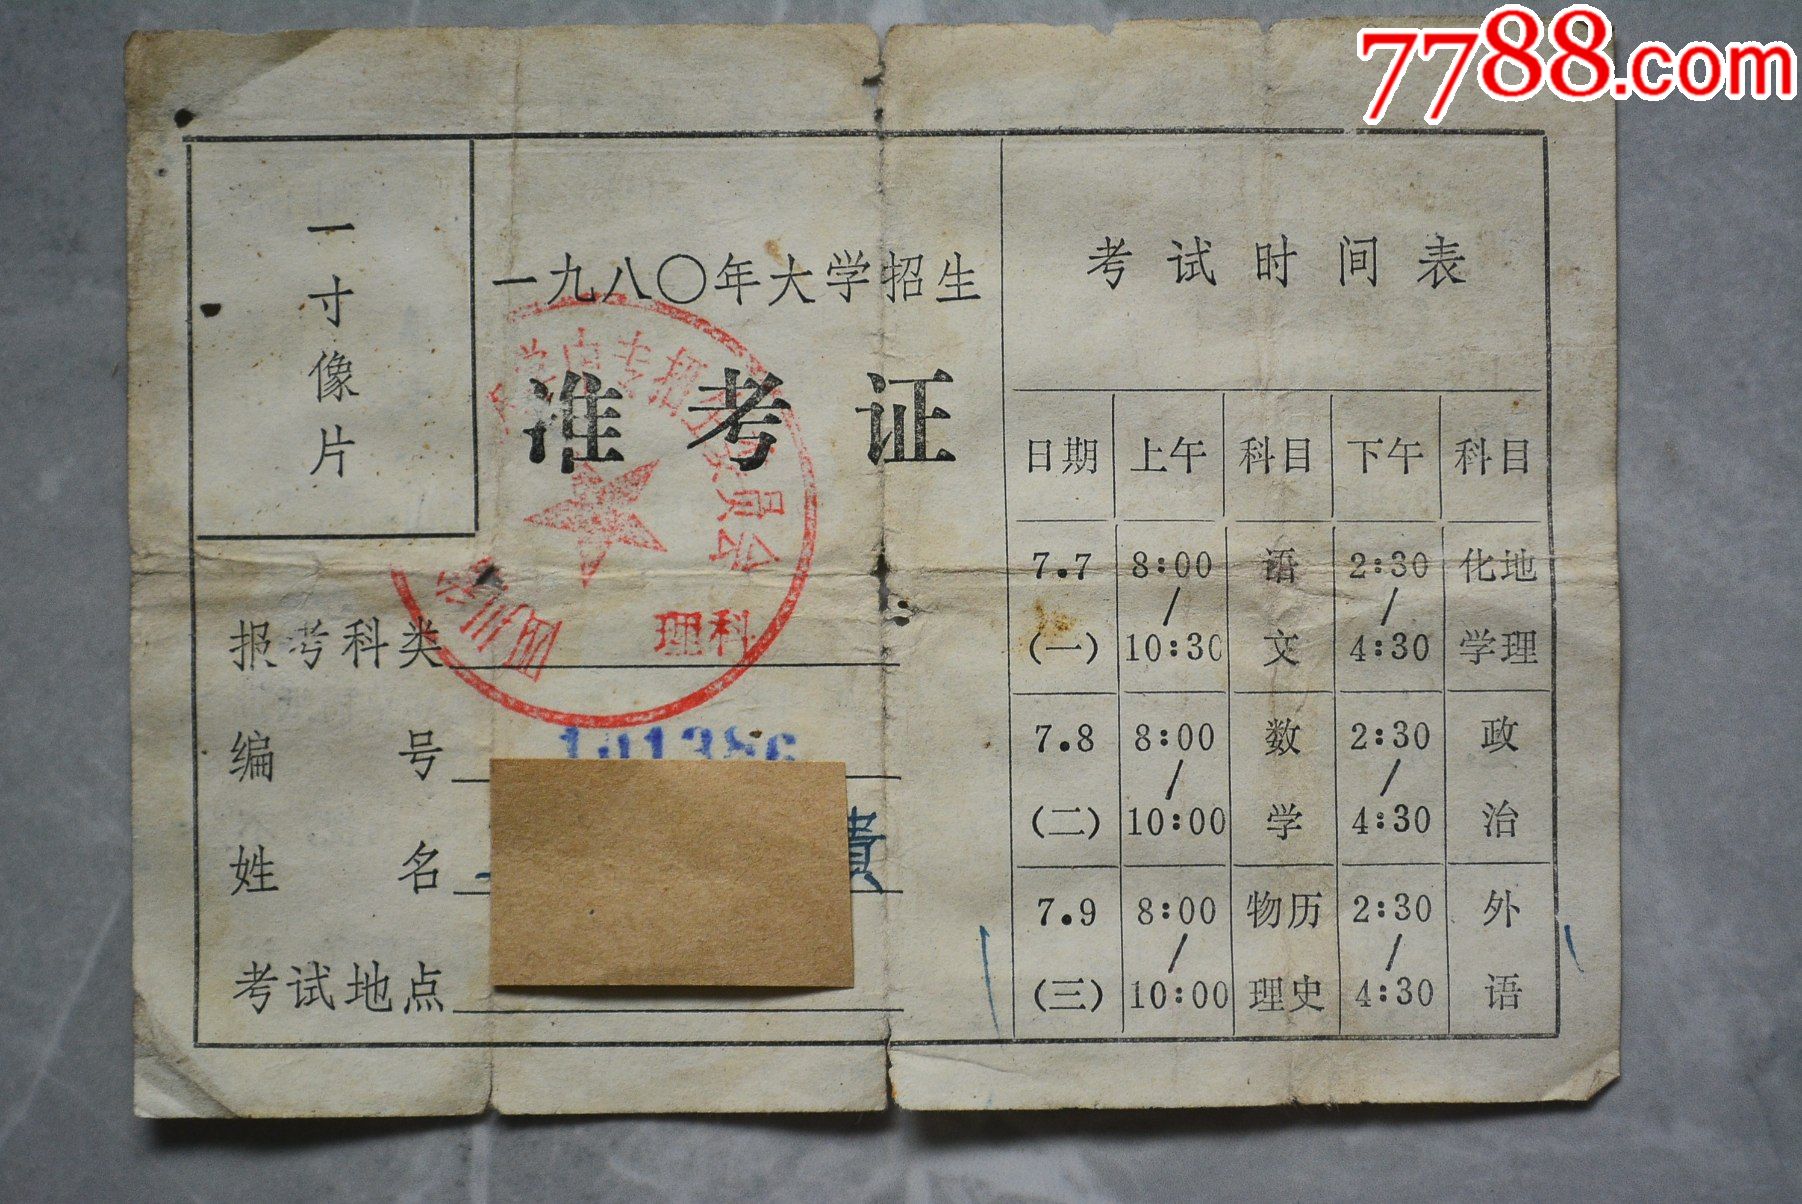 7788.com
一寸像片
一九八〇年大学招生
准考证
报考科类 理科
编号
姓名 贵
考试地点
考试时间表
日期 上午 科目 下午 科目
7.7 (一) 8:00/10:30 语文 2:30/4:30 化学 地理
7.8 (二) 8:00/10:00 数学 2:30/4:30 政治
7.9 (三) 8:00/10:00 物理 历史 2:30/4:30 外语